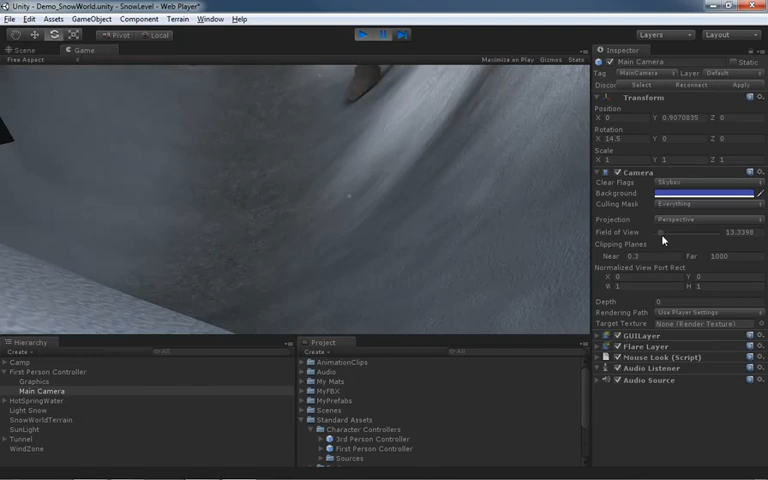 Unity - Demo_SnowWorld.unity - SnowLevel - Web Player*
File Edit Assets GameObject Component Terrain Window Help
Pivot Local Layers Layout
Scene Game
Free Aspect Maximize on Play Gizmos Stats
Inspector
Main Camera Static
Tag MainCamera Layer Default
Select Reconnect Apply
Transform
Position
X 0 Y 0.9070835 Z 0
Rotation
X 14.5 Y 0 Z 0
Scale
X 1 Y 1 Z 1
Camera
Clear Flags Skybox
Background
Culling Mask Everything
Projection Perspective
Field of View 13.3398
Clipping Planes
Near 0.3 Far 1000
Normalized View Port Rect
X 0 Y 0
W 1 H 1
Depth 0
Rendering Path Use Player Settings
Target Texture None (Render Texture)
GUILayer
Flare Layer
Mouse Look (Script)
Audio Listener
Audio Source
Hierarchy
Create All
Camp
First Person Controller
Graphics
Main Camera
HotSpringWater
Light Snow
SnowWorldTerrain
SunLight
Tunnel
WindZone
Project
Create All
AnimationClips
Audio
My Mats
MyFBX
MyPrefabs
Scenes
Standard Assets
Character Controllers
3rd Person Controller
First Person Controller
Sources